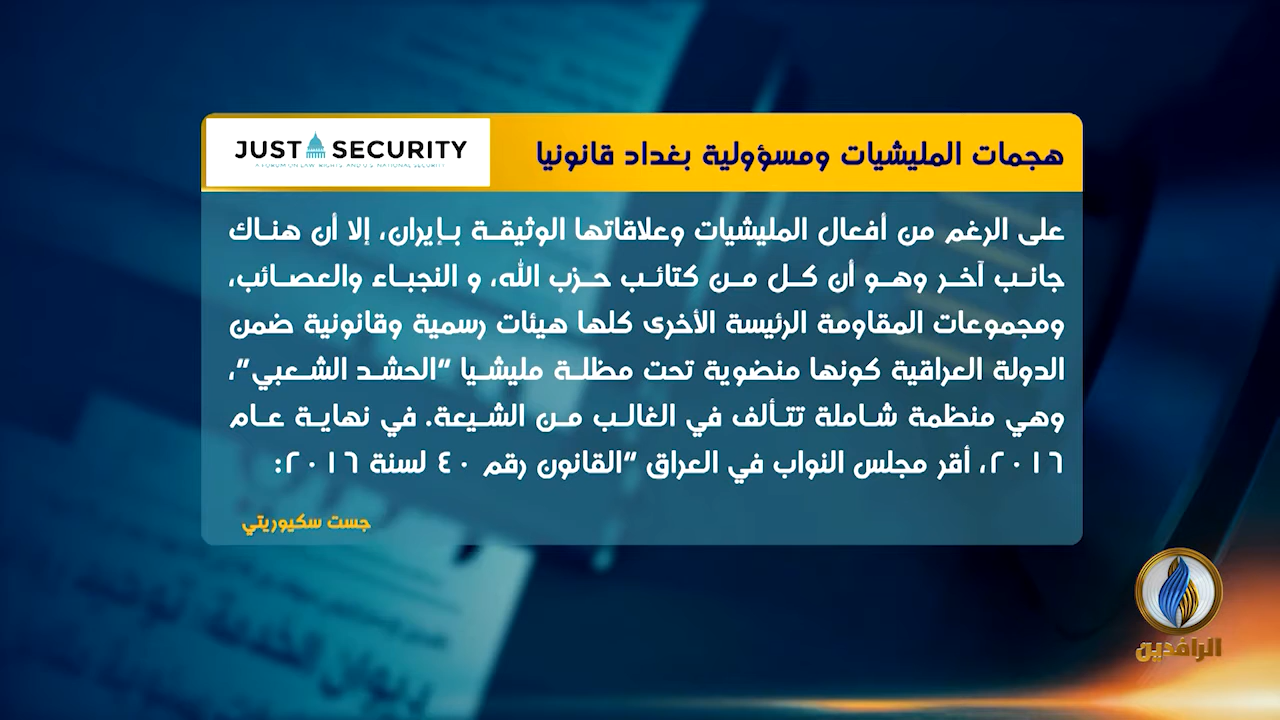 هجمات المليشيات ومسؤولية بغداد قانونيا
JUST SECURITY
على الرغم من أفعال المليشيات وعلاقاتها الوثيقة بإيران، إلا أن هناك
جانب آخر وهو أن كل من كتائب حزب الله، و النجباء والعصائب،
ومجموعات المقاومة الرئيسة الأخرى كلها هيئات رسمية وقانونية ضمن
الدولة العراقية كونها منضوية تحت مظلة مليشيا “الحشد الشعبي”،
وهي منظمة شاملة تتألف في الغالب من الشيعة. في نهاية عام
٢٠١٦، أقر مجلس النواب في العراق “القانون رقم ٤٠ لسنة ٢٠١٦:
جست سكيوريتي
الرافدين